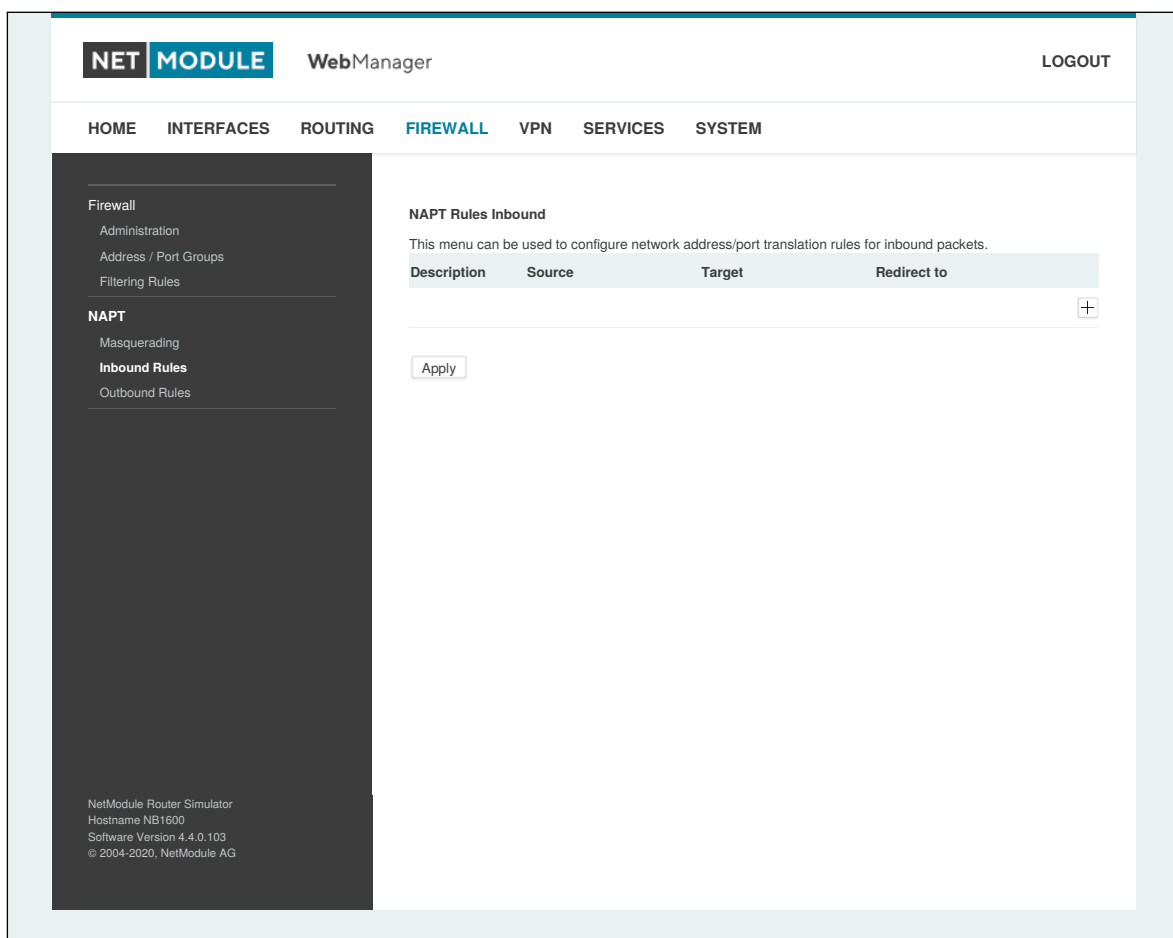 NET MODULE WebManager LOGOUT
HOME INTERFACES ROUTING FIREWALL VPN SERVICES SYSTEM
Firewall
Administration
Address / Port Groups
Filtering Rules
NAPT
Masquerading
Inbound Rules
Outbound Rules
NAPT Rules Inbound
This menu can be used to configure network address/port translation rules for inbound packets.
Description Source Target Redirect to
Apply
NetModule Router Simulator
Hostname NB1600
Software Version 4.4.0.103
© 2004-2020, NetModule AG